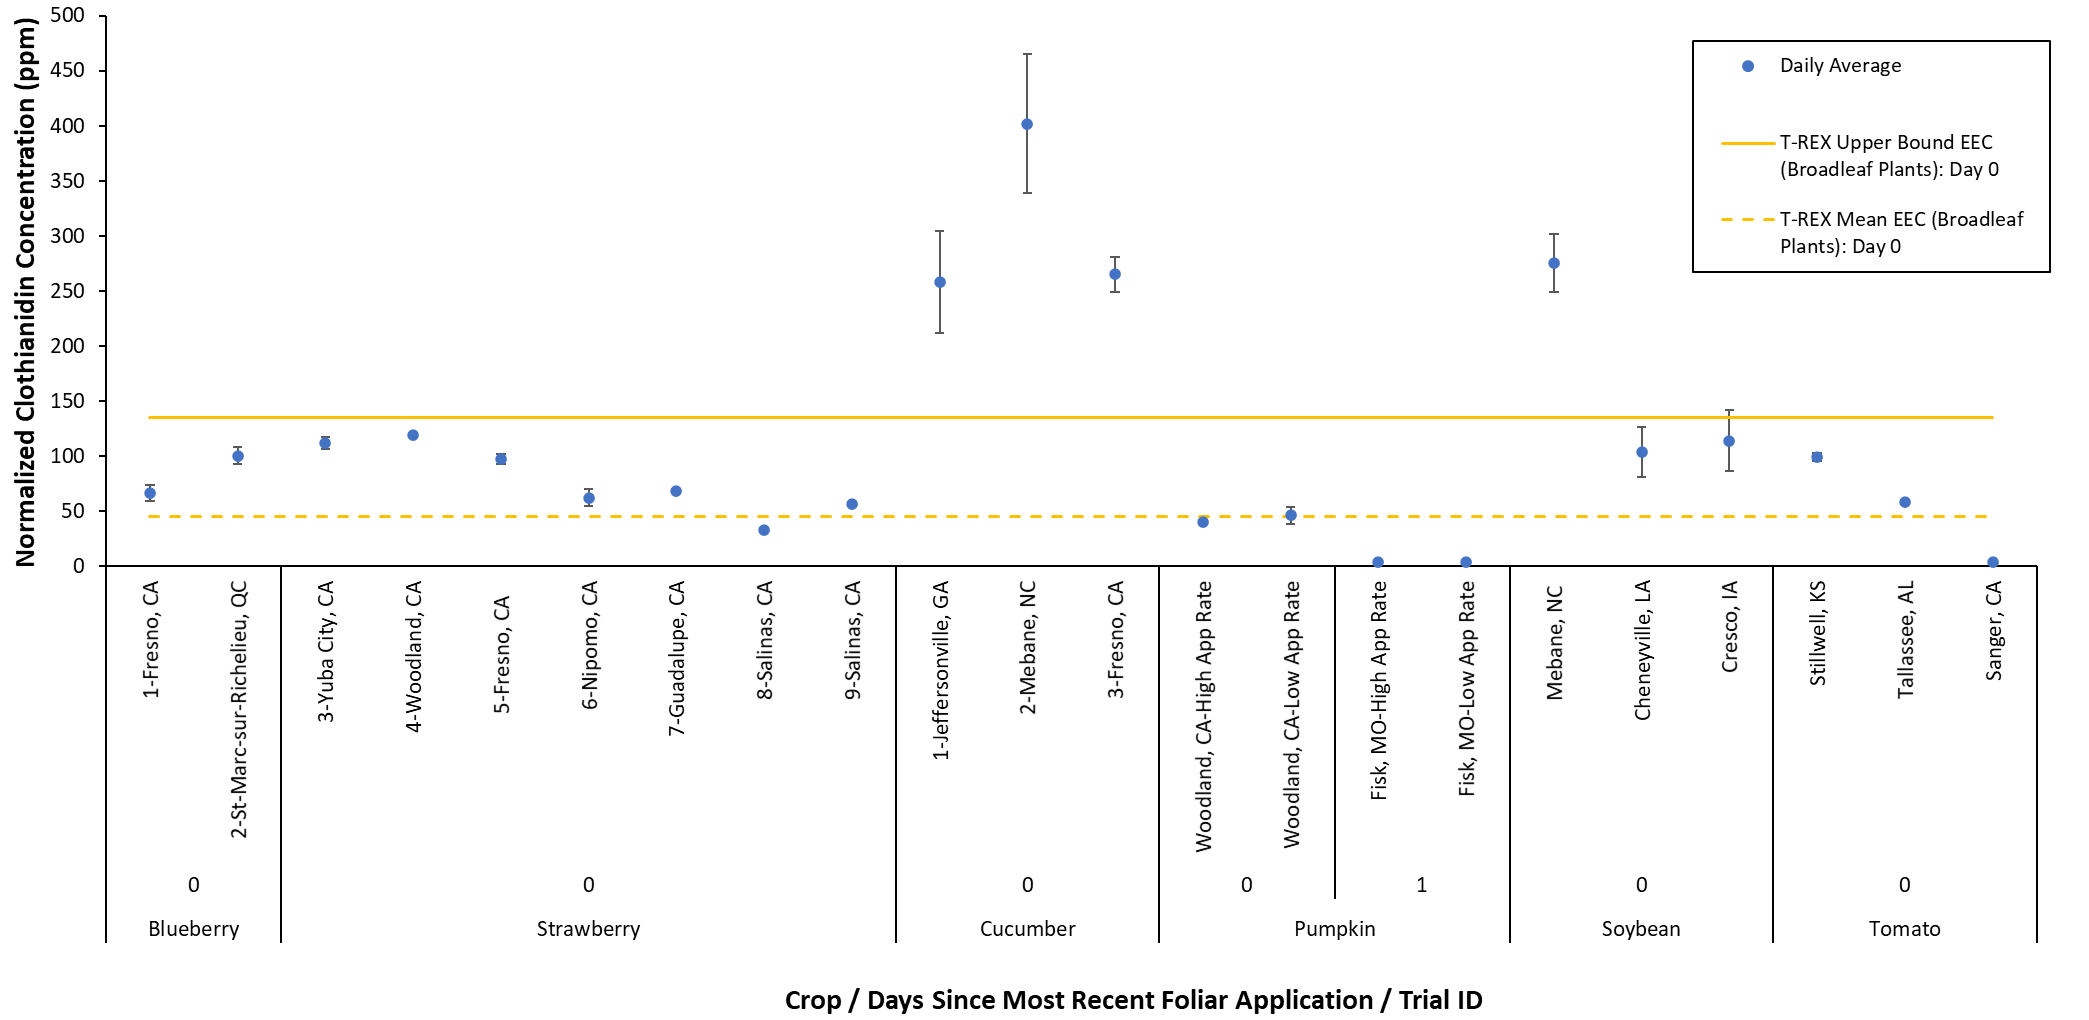 Normalized Clothianidin Concentration (ppm)
500
450
400
350
300
250
200
150
100
50
0
Daily Average
T-REX Upper Bound EEC
(Broadleaf Plants): Day 0
T-REX Mean EEC (Broadleaf
Plants): Day 0
1-Fresno, CA
2-St-Marc-sur-Richelieu, QC
3-Yuba City, CA
4-Woodland, CA
5-Fresno, CA
6-Nipomo, CA
7-Guadalupe, CA
8-Salinas, CA
9-Salinas, CA
1-Jeffersonville, GA
2-Mebane, NC
3-Fresno, CA
Woodland, CA-High App Rate
Woodland, CA-Low App Rate
Fisk, MO-High App Rate
Fisk, MO-Low App Rate
Mebane, NC
Cheneyville, LA
Cresco, IA
Stillwell, KS
Tallassee, AL
Sanger, CA
0 0 0 0 1 0 0
Blueberry Strawberry Cucumber Pumpkin Soybean Tomato
Crop / Days Since Most Recent Foliar Application / Trial ID